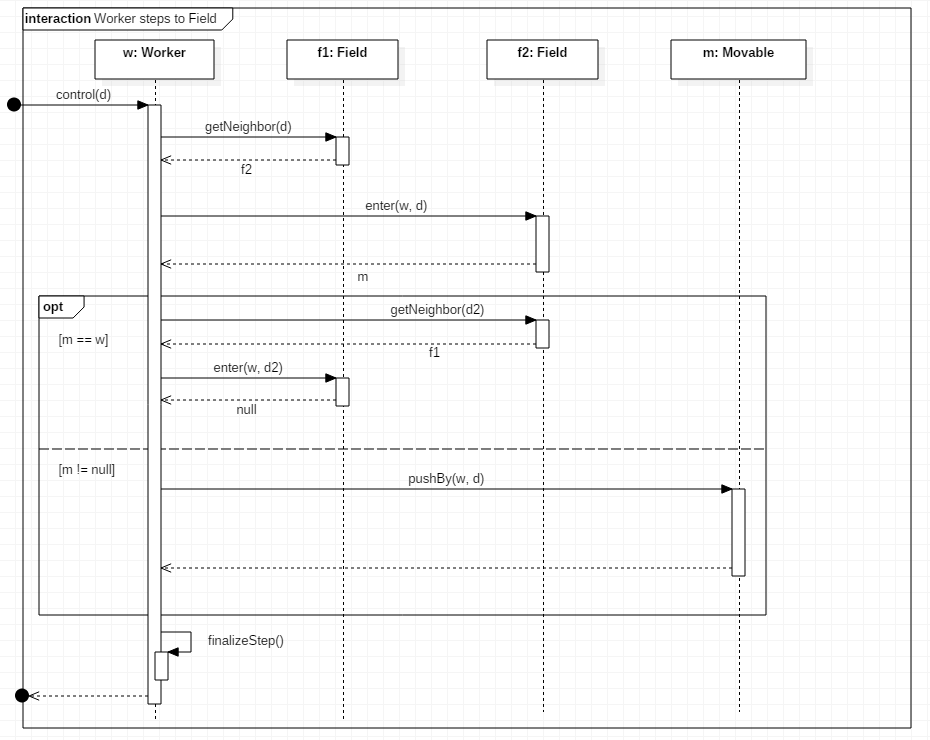 interaction Worker steps to Field
w: Worker
f1: Field
f2: Field
m: Movable
control(d)
getNeighbor(d)
f2
enter(w, d)
m
opt
getNeighbor(d2)
[m == w]
f1
enter(w, d2)
null
[m != null]
pushBy(w, d)
finalizeStep()